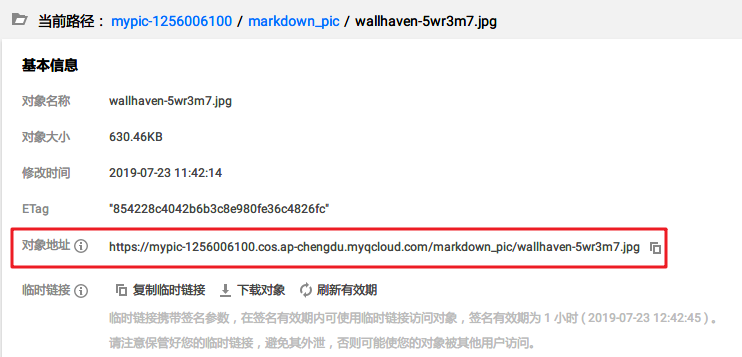 当前路径： mypic-1256006100 / markdown_pic / wallhaven-5wr3m7.jpg
基本信息
对象名称 wallhaven-5wr3m7.jpg
对象大小 630.46KB
修改时间 2019-07-23 11:42:14
ETag "854228c4042b6b3c8e980fe36c4826fc"
对象地址 https://mypic-1256006100.cos.ap-chengdu.myqcloud.com/markdown_pic/wallhaven-5wr3m7.jpg
临时链接 复制临时链接 下载对象 刷新有效期
临时链接携带签名参数，在签名有效期内可使用临时链接访问对象，签名有效期为 1 小时 ( 2019-07-23 12:42:45 ) 。
请注意保管好您的临时链接，避免其外泄，否则可能使您的对象被其他用户访问。